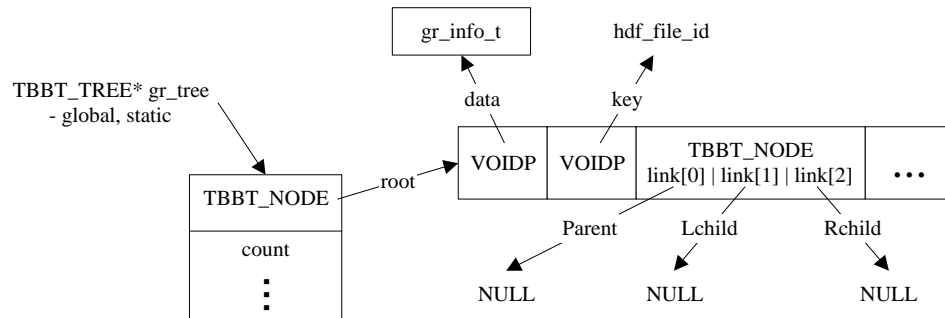 gr_info_t
hdf_file_id
TBBT_TREE* gr_tree
- global, static
data
key
VOIDP
VOIDP
TBBT_NODE
link[0] | link[1] | link[2]
...
root
TBBT_NODE
Parent
Lchild
Rchild
count
NULL
NULL
NULL